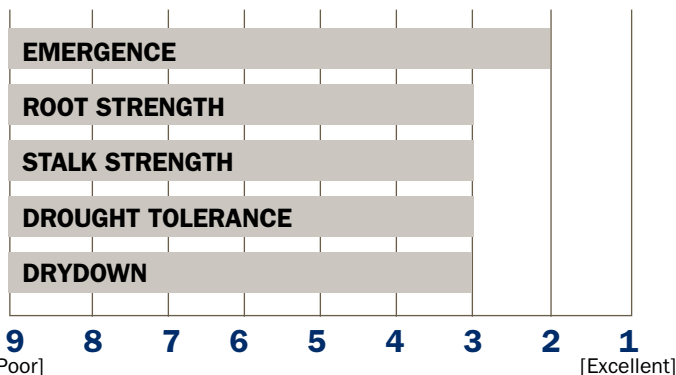 EMERGENCE
ROOT STRENGTH
STALK STRENGTH
DROUGHT TOLERANCE
DRYDOWN
9 8 7 6 5 4 3 2 1
Poor] [Excellent]